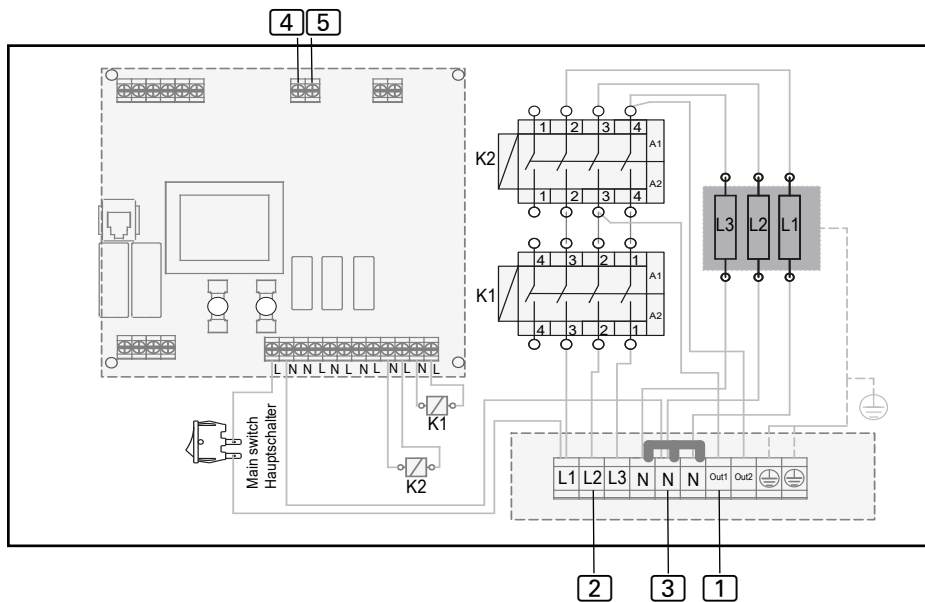 4 5
1 2 3 4
A1
K2
A2
1 2 3 4
L3 L2 L1
4 3 2 1
A1
K1
A2
4 3 2 1
L N N L N L N L N L N L
K1
Main switch
Hauptschalter
K2
L1 L2 L3 N N N Out1 Out2
2 3 1